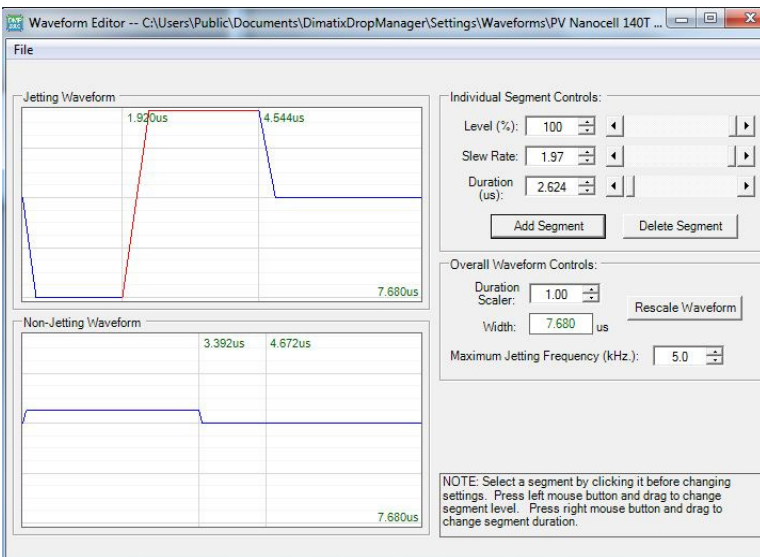 Waveform Editor -- C:\Users\Public\Documents\DimatixDropManager\Settings\Waveforms\PV Nanocell 140T ...
File
Jetting Waveform
1.920us
4.544us
7.680us
Non-Jetting Waveform
3.392us
4.672us
7.680us
Individual Segment Controls:
Level (%): 100
Slew Rate: 1.97
Duration
(us): 2.624
Add Segment
Delete Segment
Overall Waveform Controls:
Duration
Scaler: 1.00
Rescale Waveform
Width: 7.680 us
Maximum Jetting Frequency (kHz.): 5.0
NOTE: Select a segment by clicking it before changing
settings. Press left mouse button and drag to change
segment level. Press right mouse button and drag to
change segment duration.